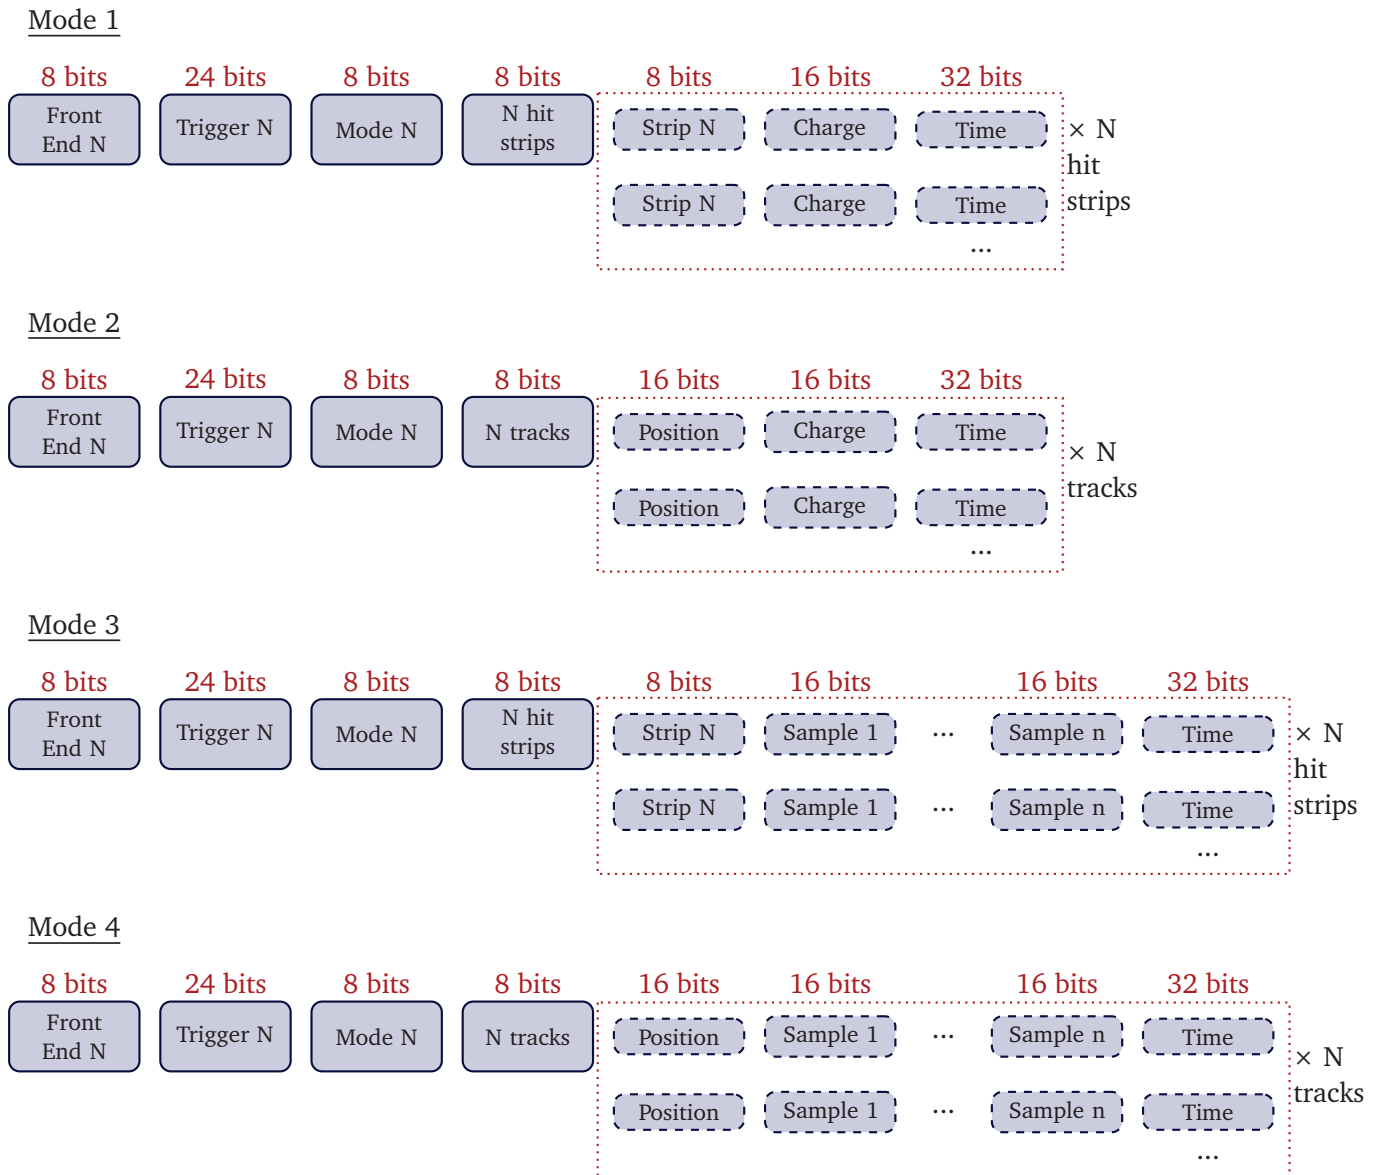 Mode 1
8 bits 24 bits 8 bits 8 bits 8 bits 16 bits 32 bits
Front
End N
Trigger N
Mode N
N hit
strips
Strip N Charge Time
Strip N Charge Time
...
× N
hit
strips
Mode 2
8 bits 24 bits 8 bits 8 bits 16 bits 16 bits 32 bits
Front
End N
Trigger N
Mode N
N tracks
Position Charge Time
Position Charge Time
...
× N
tracks
Mode 3
8 bits 24 bits 8 bits 8 bits 8 bits 16 bits 16 bits 32 bits
Front
End N
Trigger N
Mode N
N hit
strips
Strip N Sample 1 ... Sample n Time
Strip N Sample 1 ... Sample n Time
...
× N
hit
strips
Mode 4
8 bits 24 bits 8 bits 8 bits 16 bits 16 bits 16 bits 32 bits
Front
End N
Trigger N
Mode N
N tracks
Position Sample 1 ... Sample n Time
Position Sample 1 ... Sample n Time
...
× N
tracks